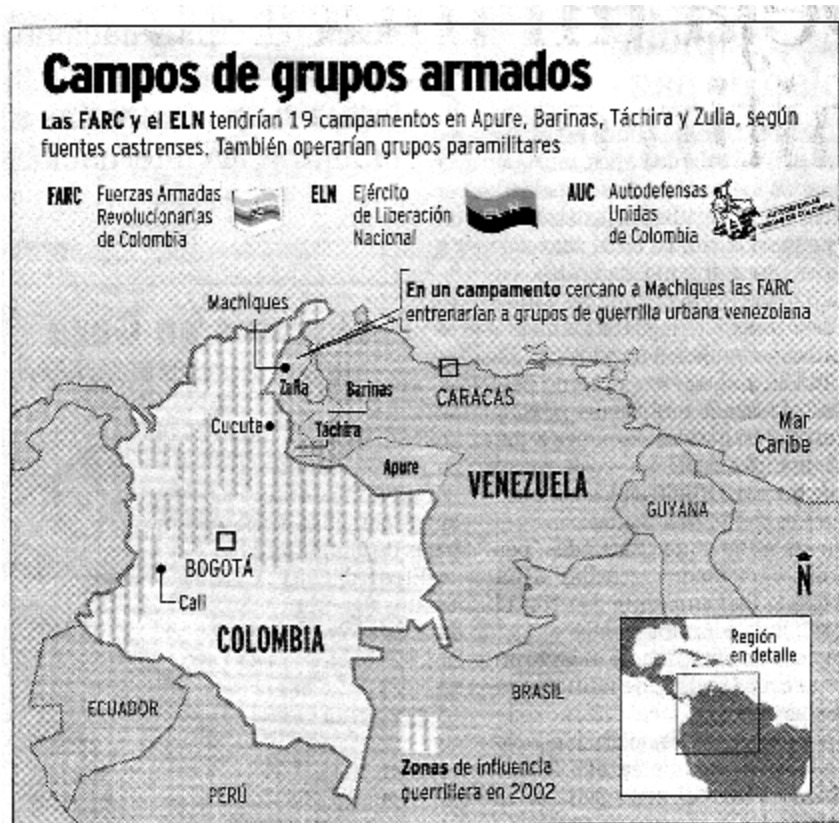 Campos de grupos armados
Las FARC y el ELN tendrían 19 campamentos en Apure, Barinas, Táchira y Zulia, según
fuentes castrenses. También operarían grupos paramilitares
FARC Fuerzas Armadas
Revolucionarias
de Colombia
ELN Ejército
de Liberación
Nacional
AUC Autodefensas
Unidas
de Colombia
AUTODEFENSAS
UNIDAS DE COLOMBIA
En un campamento cercano a Machiques las FARC
entrenarían a grupos de guerrilla urbana venezolana
Machiques
Zulia
Barinas
CARACAS
Cucuta
Táchira
Mar
Caribe
Apure
VENEZUELA
GUYANA
BOGOTÁ
N
Cali
COLOMBIA
Región
en detalle
ECUADOR
BRASIL
Zonas de influencia
guerrillera en 2002
PERÚ